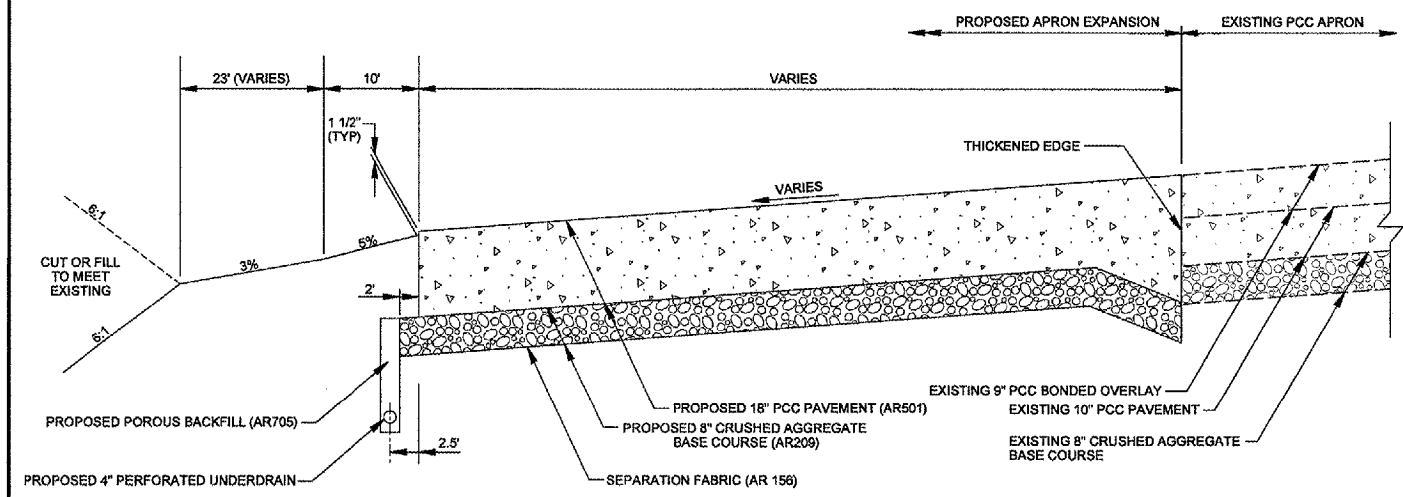 PROPOSED APRON EXPANSION
EXISTING PCC APRON
23' (VARIES)
10'
VARIES
1 1/2"
(TYP)
THICKENED EDGE
VARIES
6:1
5%
CUT OR FILL
TO MEET
EXISTING
3%
2'
6:1
EXISTING 9" PCC BONDED OVERLAY
PROPOSED POROUS BACKFILL (AR705)
PROPOSED 18" PCC PAVEMENT (AR501)
EXISTING 10" PCC PAVEMENT
PROPOSED 8" CRUSHED AGGREGATE
BASE COURSE (AR209)
EXISTING 8" CRUSHED AGGREGATE
BASE COURSE
2.5'
PROPOSED 4" PERFORATED UNDERDRAIN
SEPARATION FABRIC (AR 156)